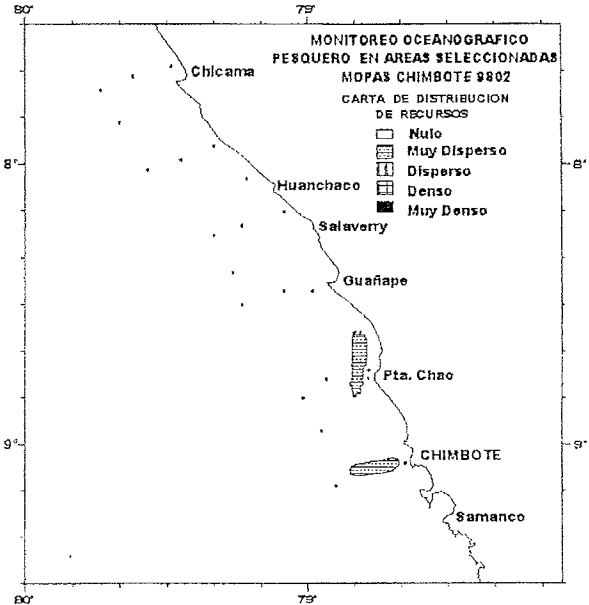 80°
79°
MONITOREO OCEANOGRAFICO
PESQUERO EN AREAS SELECCIONADAS
MOPAS CHIMBOTE 9802
CARTA DE DISTRIBUCION
DE RECURSOS
Nulo
Muy Disperso
Disperso
Denso
Muy Denso
Chicama
8°
8°
Huanchaco
Salaverry
Guañape
Pta. Chao
9°
9°
CHIMBOTE
Samanco
80°
79°